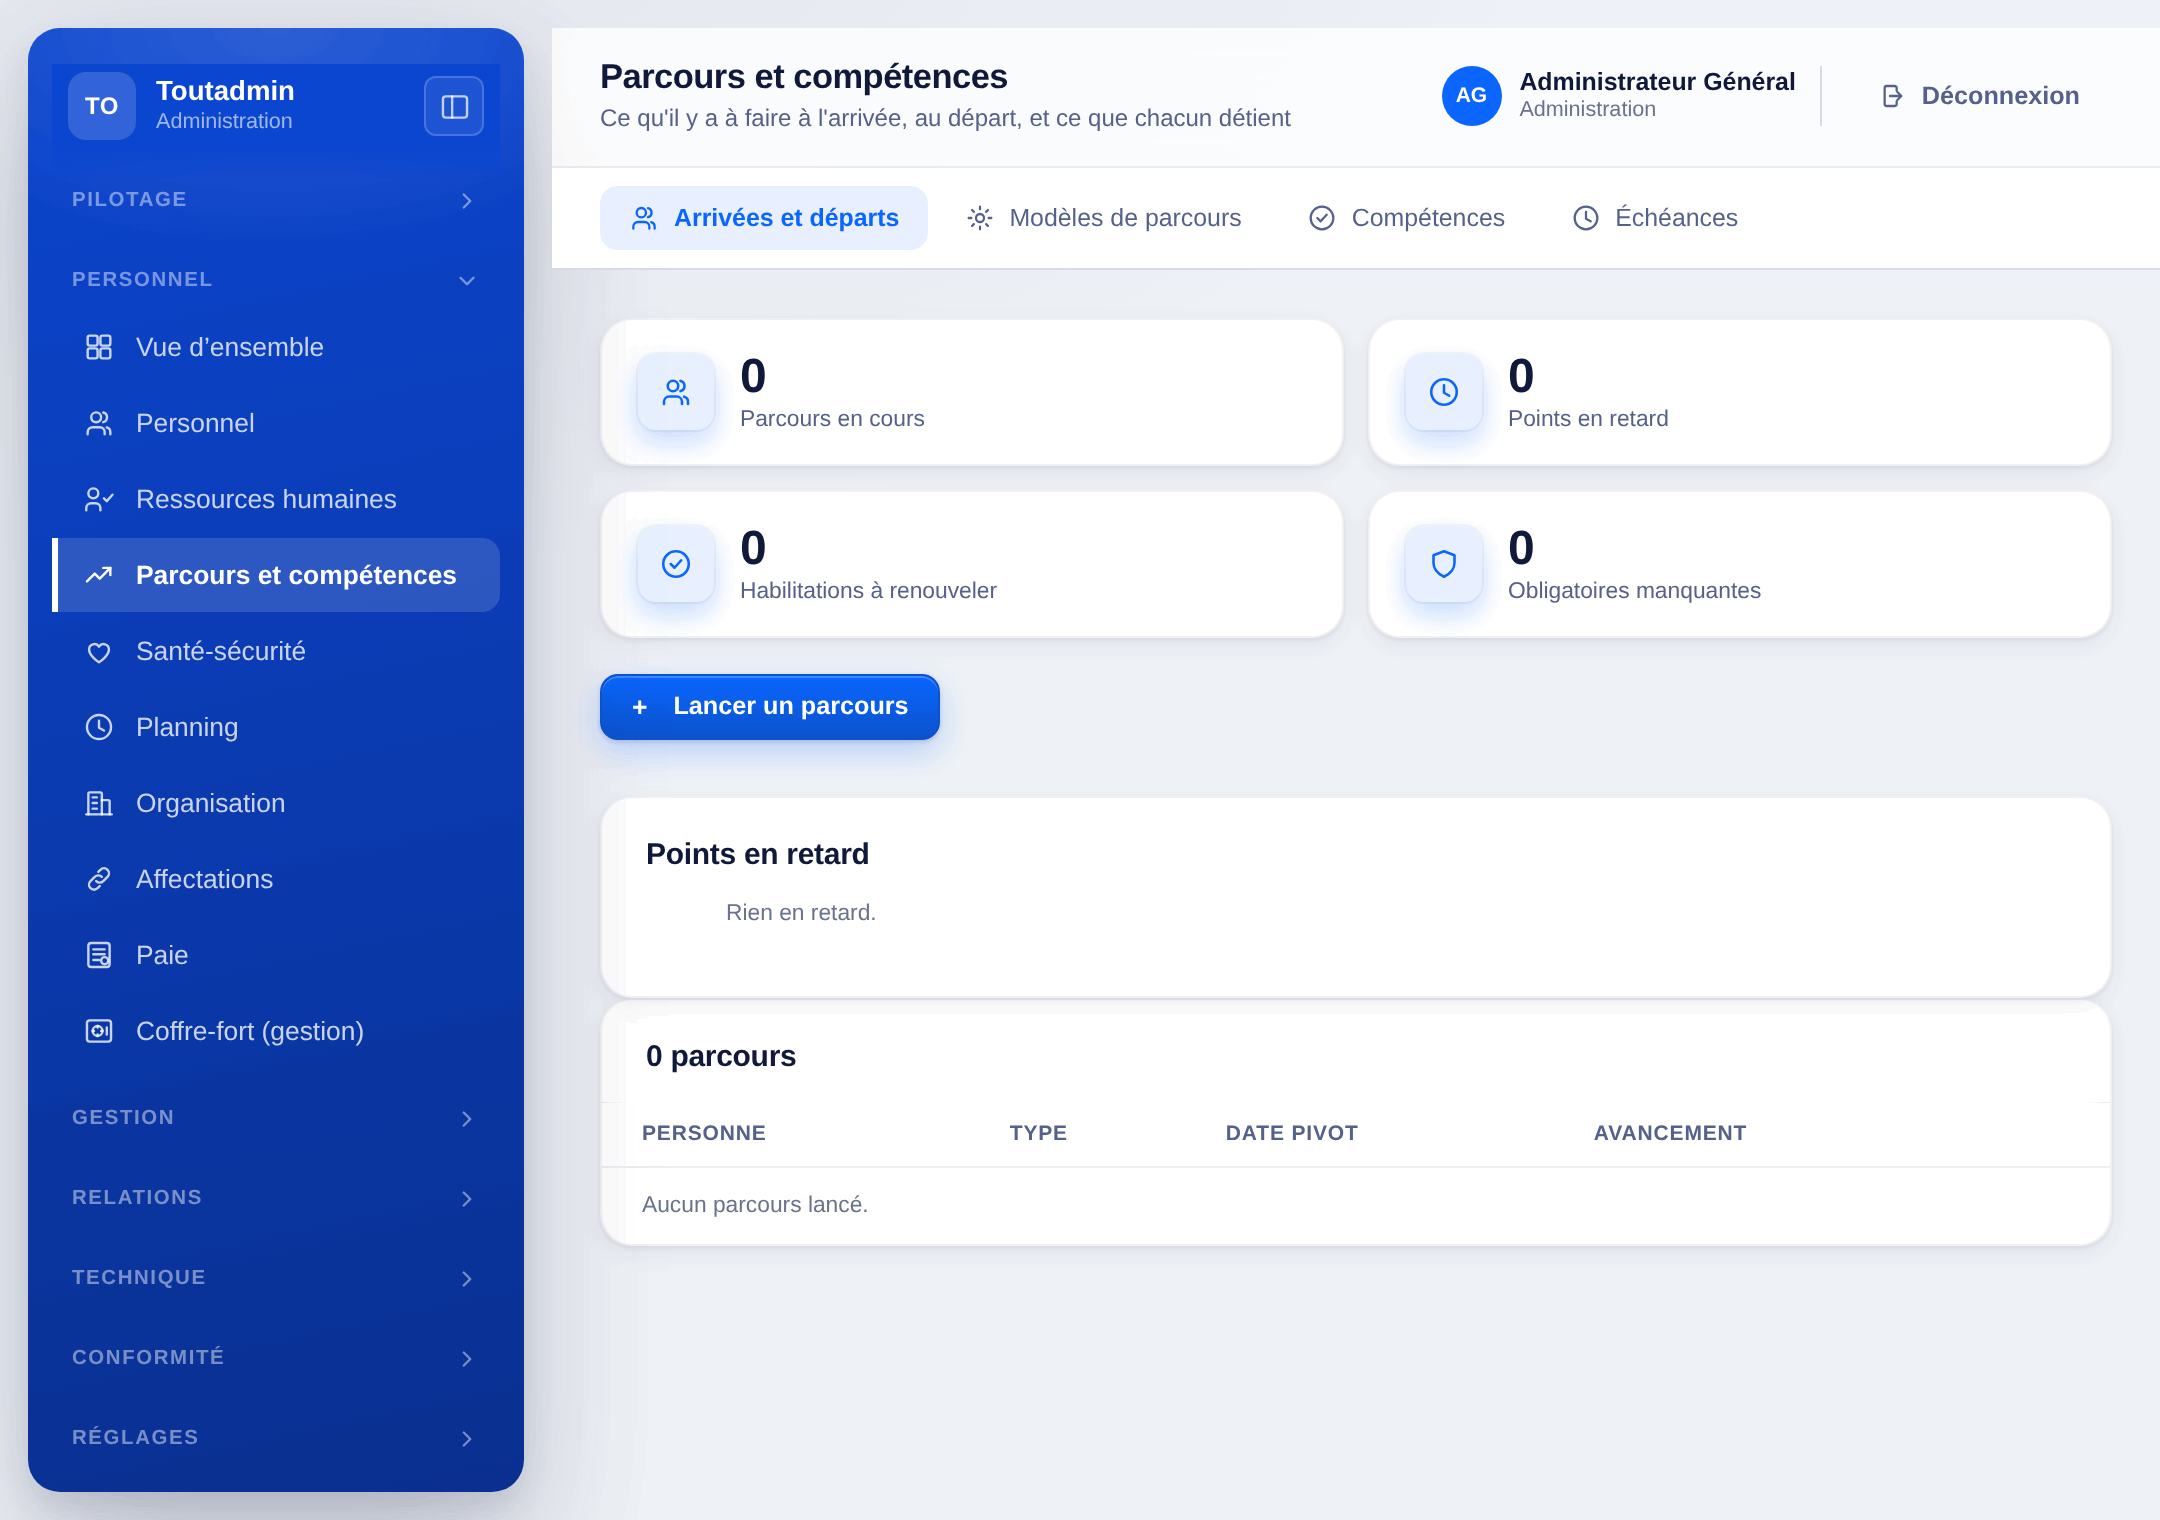 TO
Toutadmin
Administration
PILOTAGE
PERSONNEL
Vue d’ensemble
Personnel
Ressources humaines
Parcours et compétences
Santé-sécurité
Planning
Organisation
Affectations
Paie
Coffre-fort (gestion)
GESTION
RELATIONS
TECHNIQUE
CONFORMITÉ
RÉGLAGES
Parcours et compétences
Ce qu'il y a à faire à l'arrivée, au départ, et ce que chacun détient
AG
Administrateur Général
Administration
Déconnexion
Arrivées et départs
Modèles de parcours
Compétences
Échéances
0
Parcours en cours
0
Points en retard
0
Habilitations à renouveler
0
Obligatoires manquantes
+ Lancer un parcours
Points en retard
Rien en retard.
0 parcours
PERSONNE TYPE DATE PIVOT AVANCEMENT
Aucun parcours lancé.